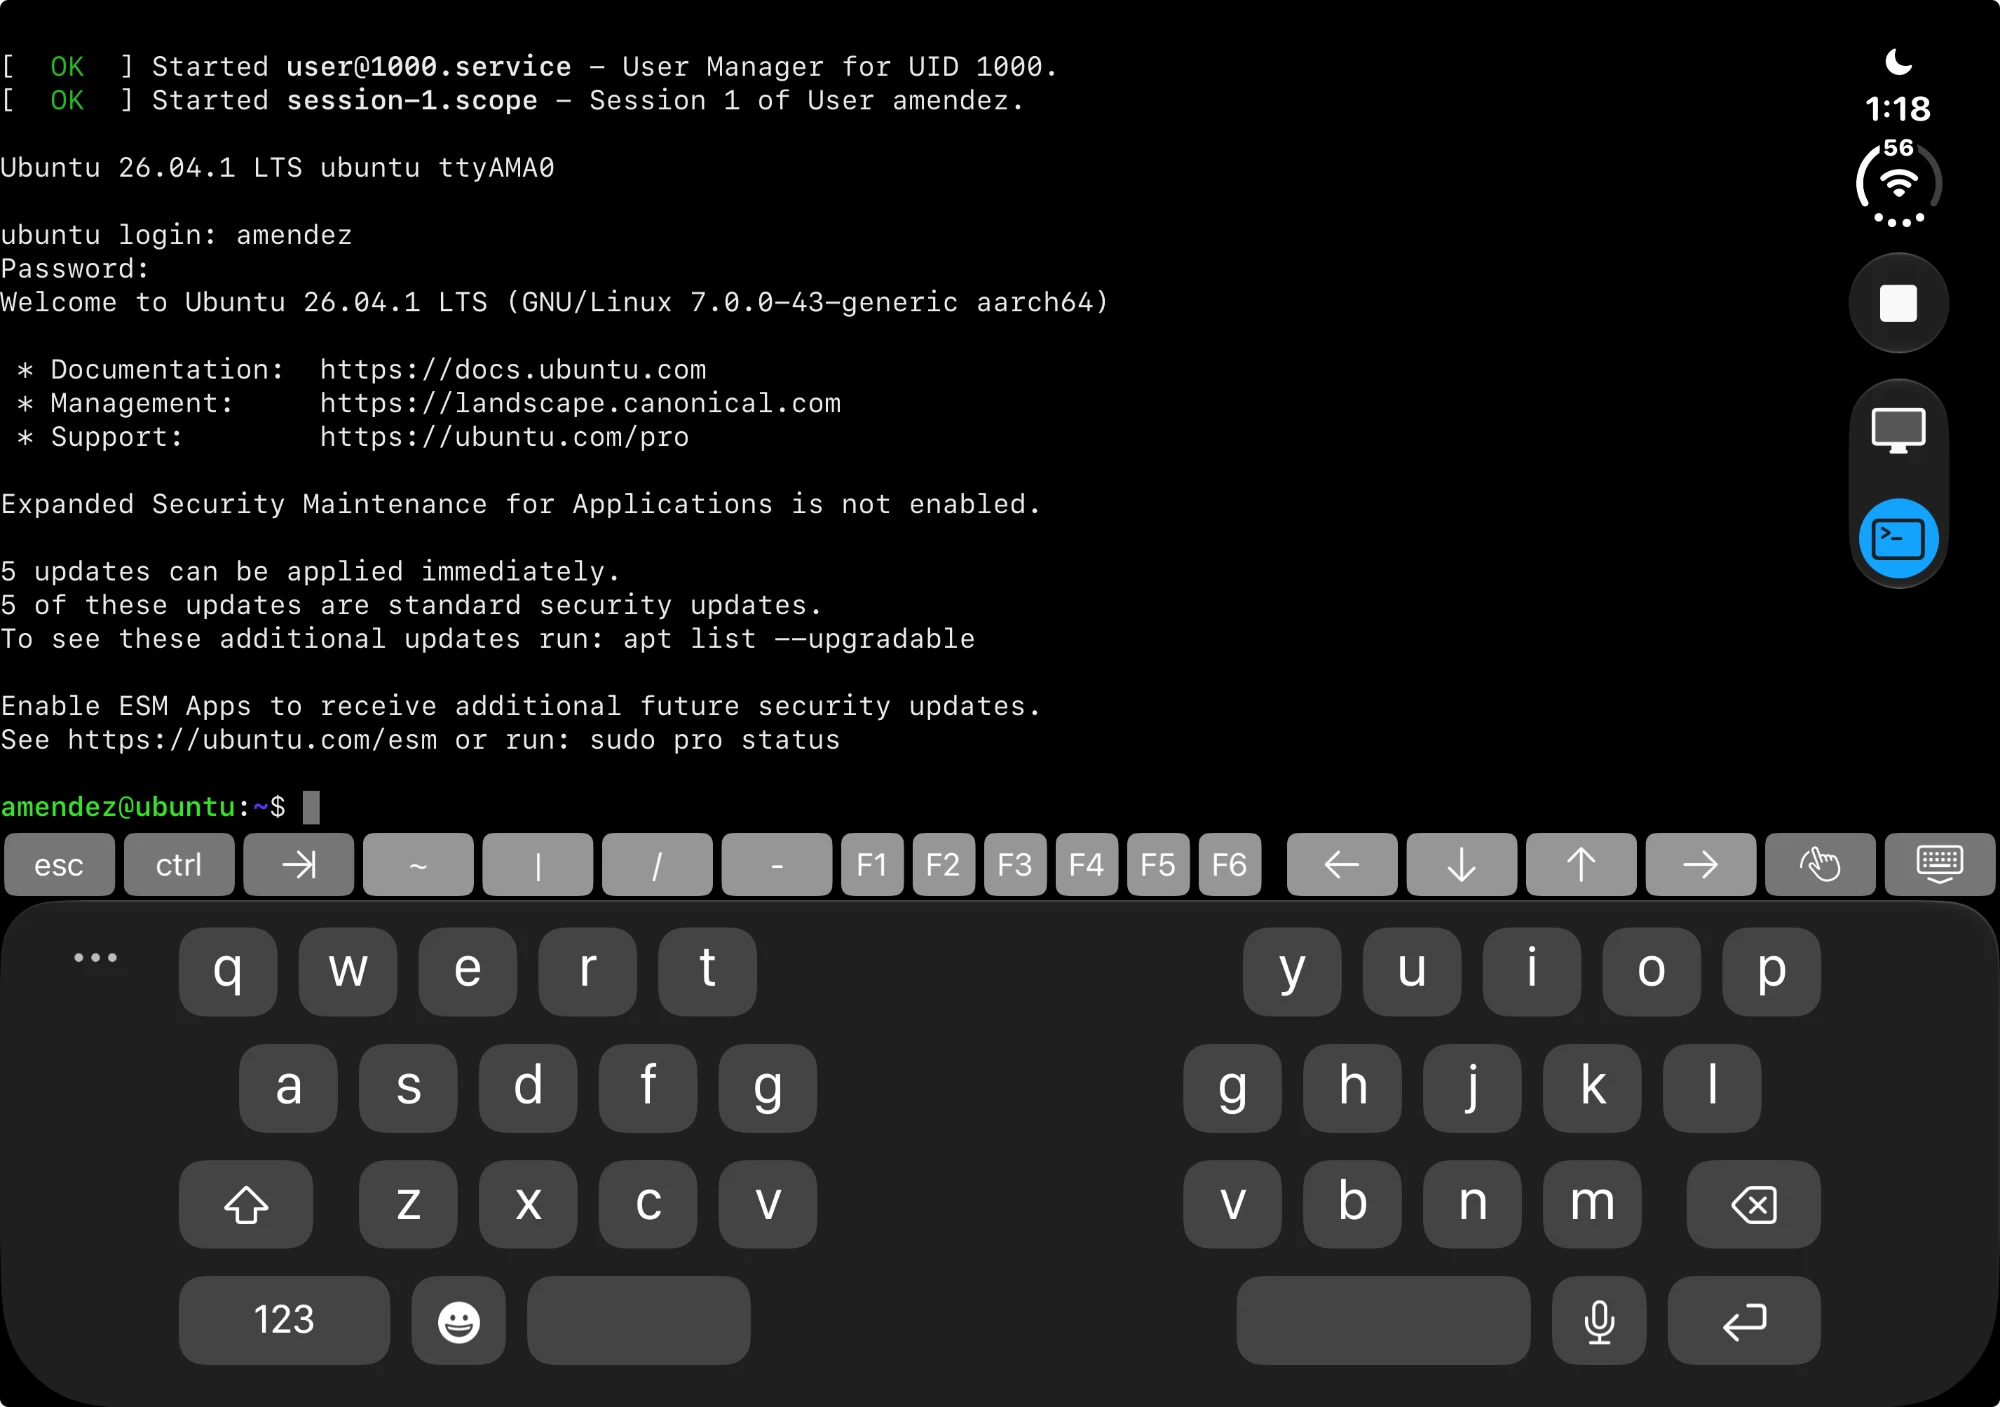 [  OK  ] Started user@1000.service – User Manager for UID 1000.
[  OK  ] Started session-1.scope – Session 1 of User amendez.
Ubuntu 26.04.1 LTS ubuntu ttyAMA0
ubuntu login: amendez
Password:
Welcome to Ubuntu 26.04.1 LTS (GNU/Linux 7.0.0-43-generic aarch64)
* Documentation:  https://docs.ubuntu.com
* Management:     https://landscape.canonical.com
* Support:        https://ubuntu.com/pro
Expanded Security Maintenance for Applications is not enabled.
5 updates can be applied immediately.
5 of these updates are standard security updates.
To see these additional updates run: apt list --upgradable
Enable ESM Apps to receive additional future security updates.
See https://ubuntu.com/esm or run: sudo pro status
amendez@ubuntu:~$
1:18
56
>-
esc ctrl ~ | / - F1 F2 F3 F4 F5 F6
q w e r t y u i o p
a s d f g g h j k l
z x c v v b n m
123